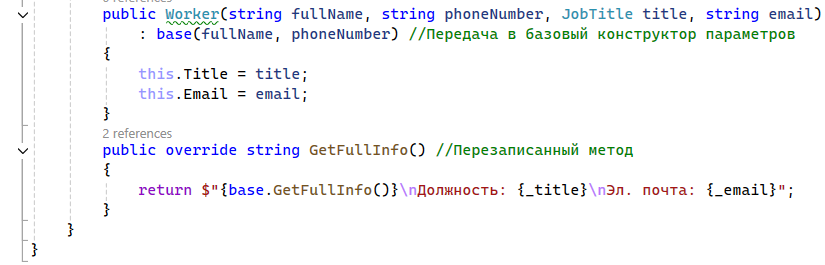 public Worker(string fullName, string phoneNumber, JobTitle title, string email)
: base(fullName, phoneNumber) //Передача в базовый конструктор параметров
{
this.Title = title;
this.Email = email;
}
2 references
public override string GetFullInfo() //Перезаписанный метод
{
return $"{base.GetFullInfo()}\nДолжность: {_title}\nЭл. почта: {_email}";
}
}
}